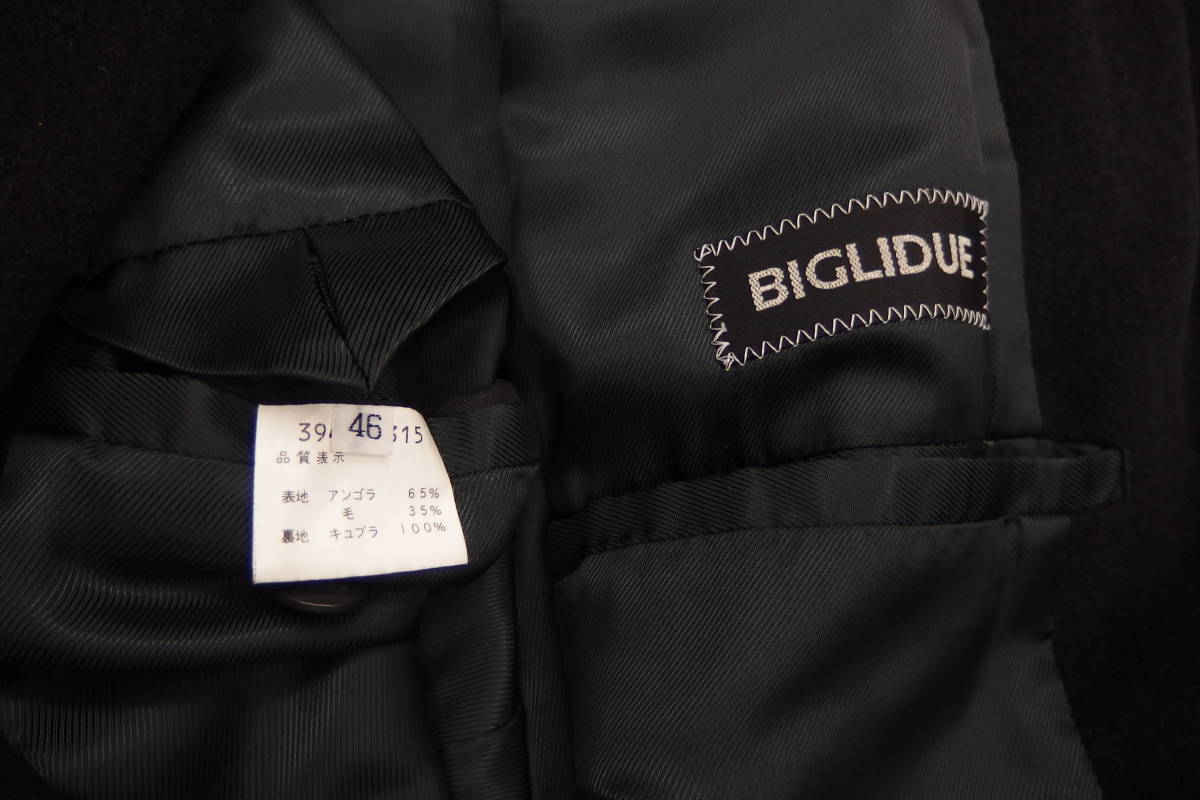 BIGLIDUE
46
315
品質表示
表地 アンゴラ 65%
毛 35%
裏地 キュプラ 100%